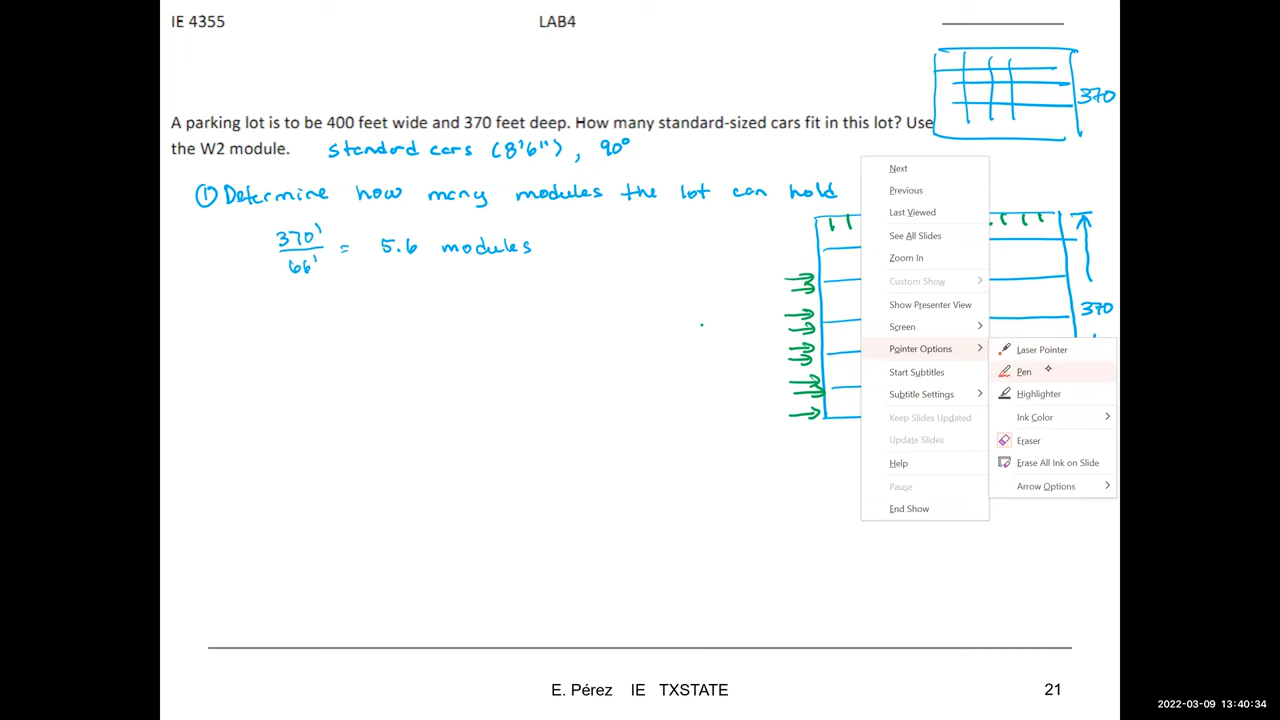 IE 4355 LAB4
370
A parking lot is to be 400 feet wide and 370 feet deep. How many standard-sized cars fit in this lot? Use
the W2 module. standard cars (8'6"), 90°
① Determine how many modules the lot can hold
370' / 66' = 5.6 modules
370
Next
Previous
Last Viewed
See All Slides
Zoom In
Custom Show
Show Presenter View
Screen
Pointer Options
Start Subtitles
Subtitle Settings
Keep Slides Updated
Update Slides
Help
Pause
End Show
Laser Pointer
Pen
Highlighter
Ink Color
Eraser
Erase All Ink on Slide
Arrow Options
E. Pérez IE TXSTATE 21
2022-03-09 13:40:34